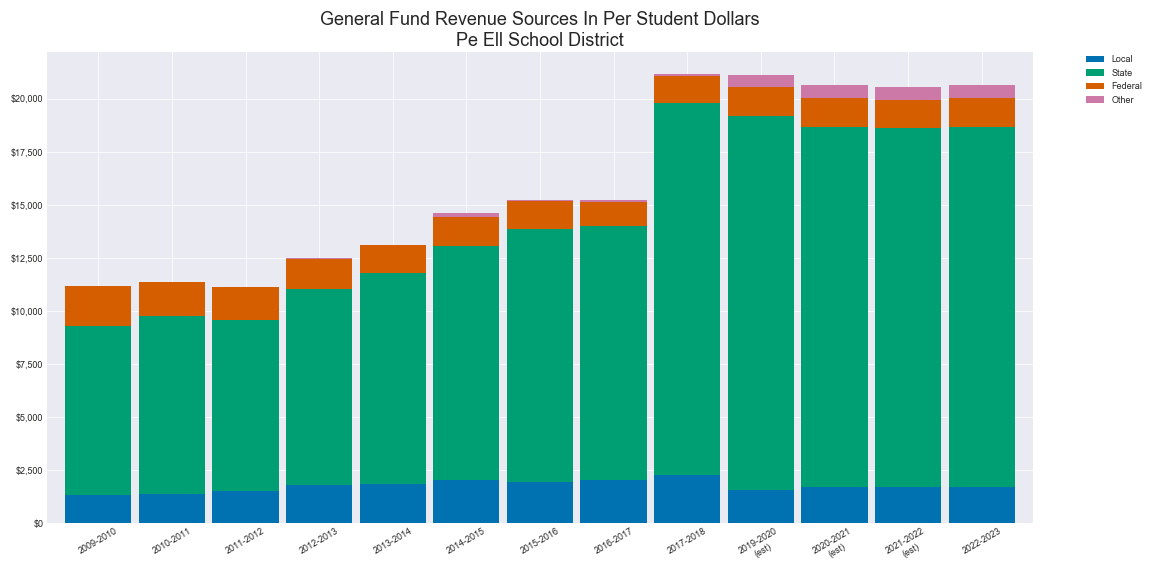 General Fund Revenue Sources In Per Student Dollars
Pe Ell School District
Local
State
Federal
Other
$20,000
$17,500
$15,000
$12,500
$10,000
$7,500
$5,000
$2,500
$0
2009-2010
2010-2011
2011-2012
2012-2013
2013-2014
2014-2015
2015-2016
2016-2017
2017-2018
2019-2020
(est)
2020-2021
(est)
2021-2022
(est)
2022-2023